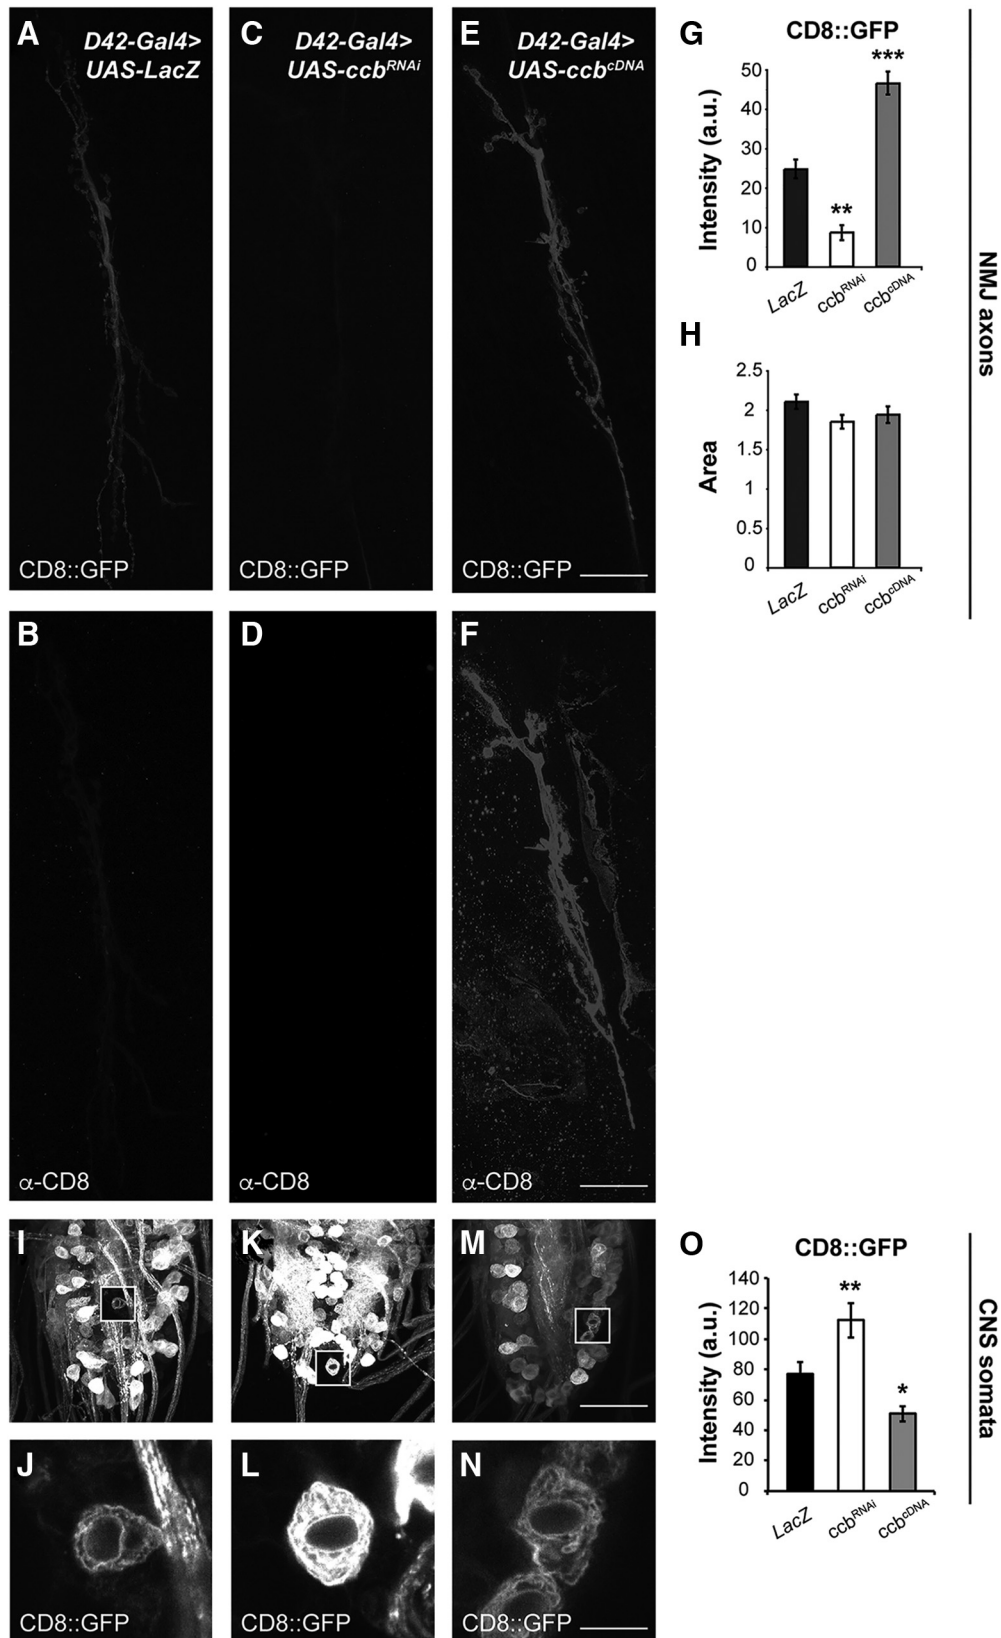 A
D42-Gal4>
UAS-LacZ
CD8::GFP
C
D42-Gal4>
UAS-ccbRNAi
CD8::GFP
E
D42-Gal4>
UAS-ccbcDNA
CD8::GFP
G
CD8::GFP
Intensity (a.u.)
50
40
30
20
10
0
**
***
LacZ
ccbRNAi
ccbcDNA
H
Area
2.5
2
1.5
1
0.5
0
LacZ
ccbRNAi
ccbcDNA
NMJ axons
B
α-CD8
D
α-CD8
F
α-CD8
I
K
M
J
CD8::GFP
L
CD8::GFP
N
CD8::GFP
O
CD8::GFP
Intensity (a.u.)
140
120
100
80
60
40
20
0
**
*
LacZ
ccbRNAi
ccbcDNA
CNS somata